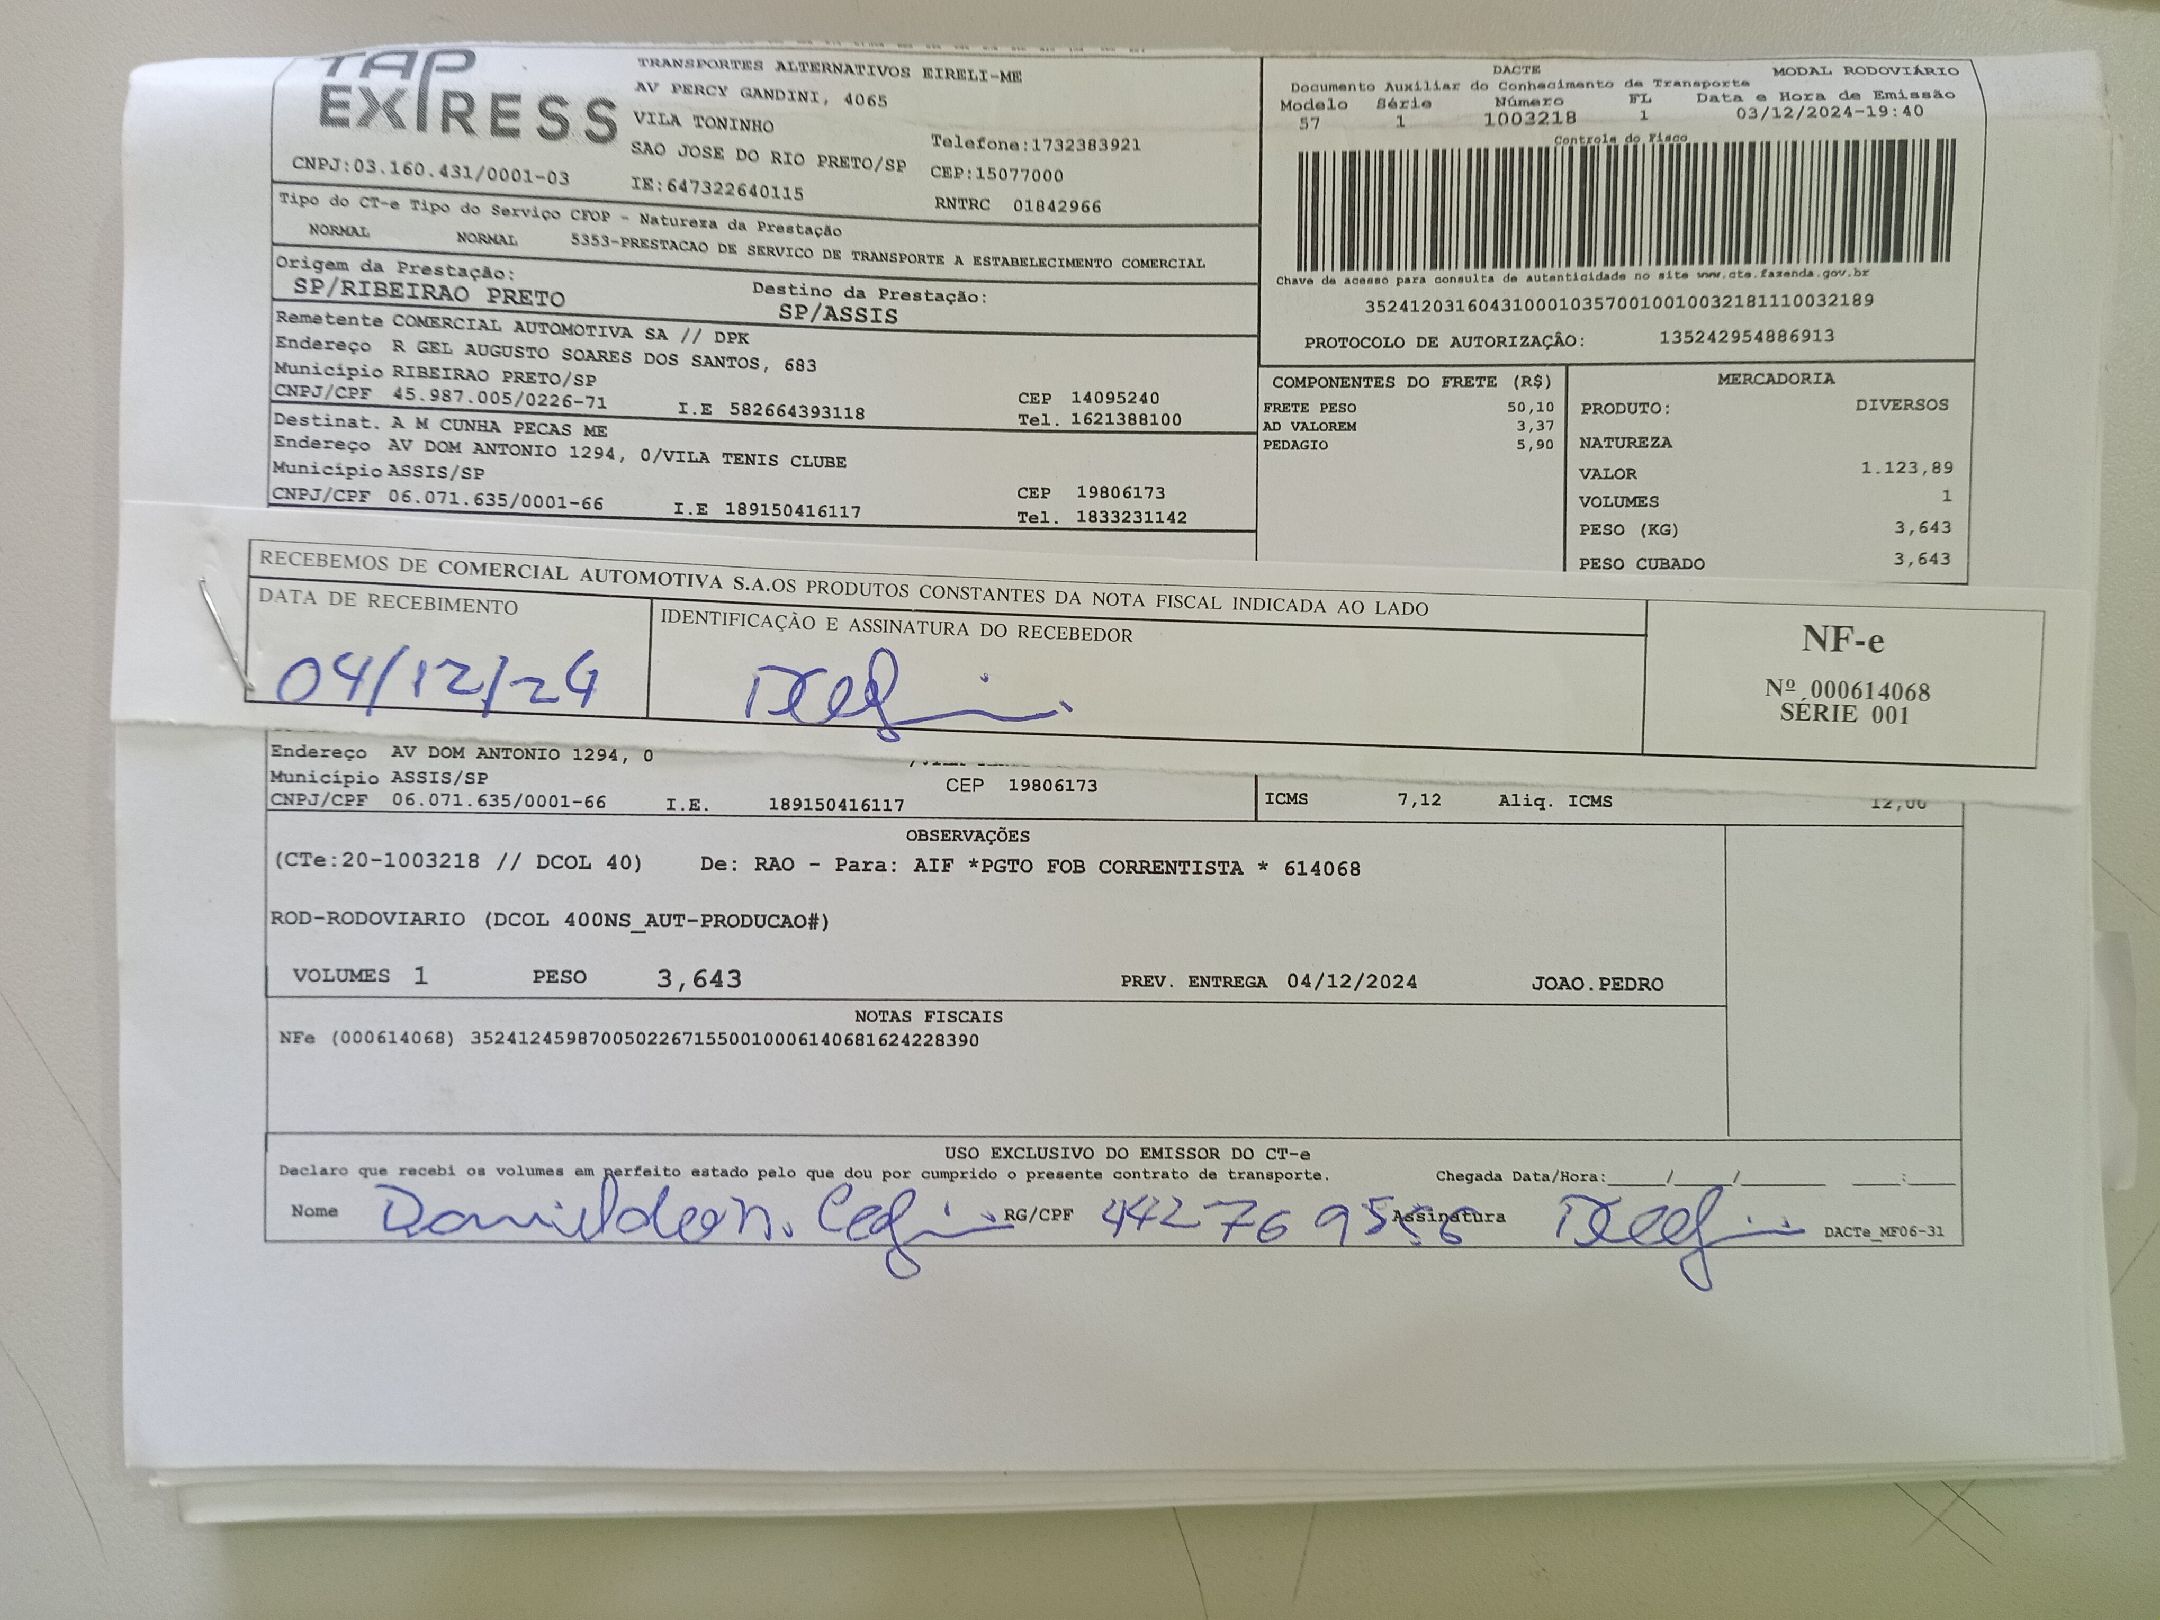 TAP EXPRESS
TRANSPORTES ALTERNATIVOS EIRELI-ME
AV PERCY GANDINI, 4065
VILA TONINHO
SAO JOSE DO RIO PRETO/SP
IE:647322640115
Telefone:1732383921
CEP:15077000
RNTRC 01842966
CNPJ:03.160.431/0001-03
DACTE
MODAL RODOVIÁRIO
Documento Auxiliar do Conhecimento de Transporte
Modelo Série Número FL Data e Hora de Emissão
57 1 1003218 1 03/12/2024-19:40
Controle do Fisco
Chave de acesso para consulta de autenticidade no site www.cte.fazenda.gov.br
35241203160431000103570010010032181110032189
PROTOCOLO DE AUTORIZAÇÂO: 135242954886913
Tipo do CT-e Tipo do Serviço CFOP - Natureza da Prestação
NORMAL NORMAL 5353-PRESTACAO DE SERVICO DE TRANSPORTE A ESTABELECIMENTO COMERCIAL
Origem da Prestação:
SP/RIBEIRAO PRETO
Destino da Prestação:
SP/ASSIS
Remetente COMERCIAL AUTOMOTIVA SA // DPK
Endereço R GEL AUGUSTO SOARES DOS SANTOS, 683
Município RIBEIRAO PRETO/SP
CEP 14095240
CNPJ/CPF 45.987.005/0226-71 I.E 582664393118 Tel. 1621388100
Destinat. A M CUNHA PECAS ME
Endereço AV DOM ANTONIO 1294, 0/VILA TENIS CLUBE
Município ASSIS/SP
CEP 19806173
CNPJ/CPF 06.071.635/0001-66 I.E 189150416117 Tel. 1833231142
COMPONENTES DO FRETE (R$)
FRETE PESO 50,10
AD VALOREM 3,37
PEDAGIO 5,90
MERCADORIA
PRODUTO: DIVERSOS
NATUREZA
VALOR 1.123,89
VOLUMES 1
PESO (KG) 3,643
PESO CUBADO 3,643
RECEBEMOS DE COMERCIAL AUTOMOTIVA S.A.OS PRODUTOS CONSTANTES DA NOTA FISCAL INDICADA AO LADO
DATA DE RECEBIMENTO
04/12/24
IDENTIFICAÇÃO E ASSINATURA DO RECEBEDOR
NF-e
Nº 000614068
SÉRIE 001
Endereço AV DOM ANTONIO 1294, 0
Município ASSIS/SP CEP 19806173
CNPJ/CPF 06.071.635/0001-66 I.E. 189150416117
ICMS 7,12 Aliq. ICMS 12,00
OBSERVAÇÕES
(CTe:20-1003218 // DCOL 40) De: RAO - Para: AIF *PGTO FOB CORRENTISTA * 614068
ROD-RODOVIARIO (DCOL 400NS_AUT-PRODUCAO#)
VOLUMES 1 PESO 3,643 PREV. ENTREGA 04/12/2024 JOAO.PEDRO
NOTAS FISCAIS
NFe (000614068) 35241245987005022671550010006140681624228390
USO EXCLUSIVO DO EMISSOR DO CT-e
Declaro que recebi os volumes em perfeito estado pelo que dou por cumprido o presente contrato de transporte. Chegada Data/Hora:_____/_____/_______ ____:____
Nome RG/CPF Assinatura
DACTe_MF06-31